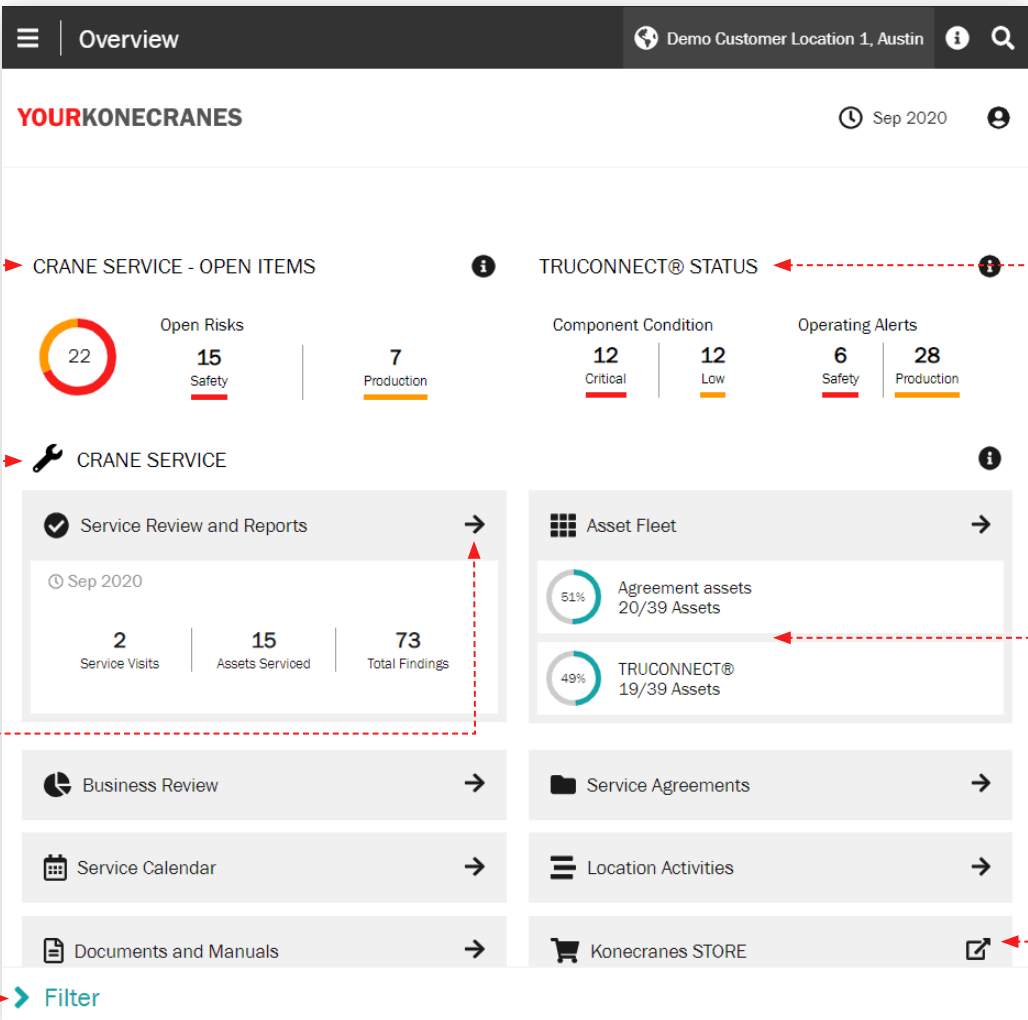 Overview
Demo Customer Location 1, Austin
YOURKONECRANES
Sep 2020
CRANE SERVICE - OPEN ITEMS
22
Open Risks
15
Safety
7
Production
TRUCONNECT® STATUS
Component Condition
12
Critical
12
Low
Operating Alerts
6
Safety
28
Production
CRANE SERVICE
Service Review and Reports
Sep 2020
2
Service Visits
15
Assets Serviced
73
Total Findings
Asset Fleet
51%
Agreement assets
20/39 Assets
49%
TRUCONNECT®
19/39 Assets
Business Review
Service Agreements
Service Calendar
Location Activities
Documents and Manuals
Konecranes STORE
Filter